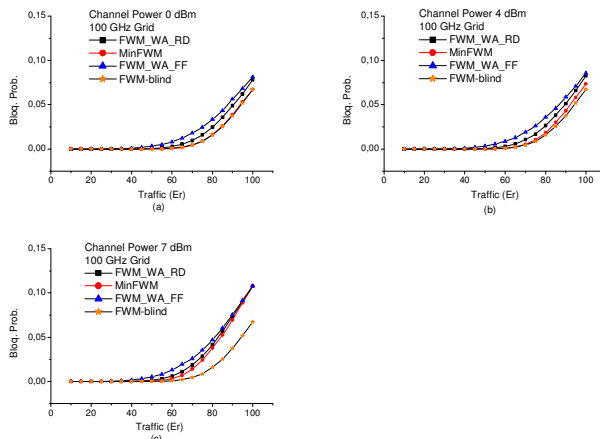 Channel Power 0 dBm
100 GHz Grid
FWM_WA_RD
MinFWM
FWM_WA_FF
FWM-blind
0,15
0,10
0,05
0,00
Bloq. Prob.
0 20 40 60 80 100
Traffic (Er)
(a)
Channel Power 4 dBm
100 GHz Grid
FWM_WA_RD
MinFWM
FWM_WA_FF
FWM-blind
0,15
0,10
0,05
0,00
Bloq. Prob.
0 20 40 60 80 100
Traffic (Er)
(b)
Channel Power 7 dBm
100 GHz Grid
FWM_WA_RD
MinFWM
FWM_WA_FF
FWM-blind
0,15
0,10
0,05
0,00
Bloq. Prob.
0 20 40 60 80 100
Traffic (Er)
(c)